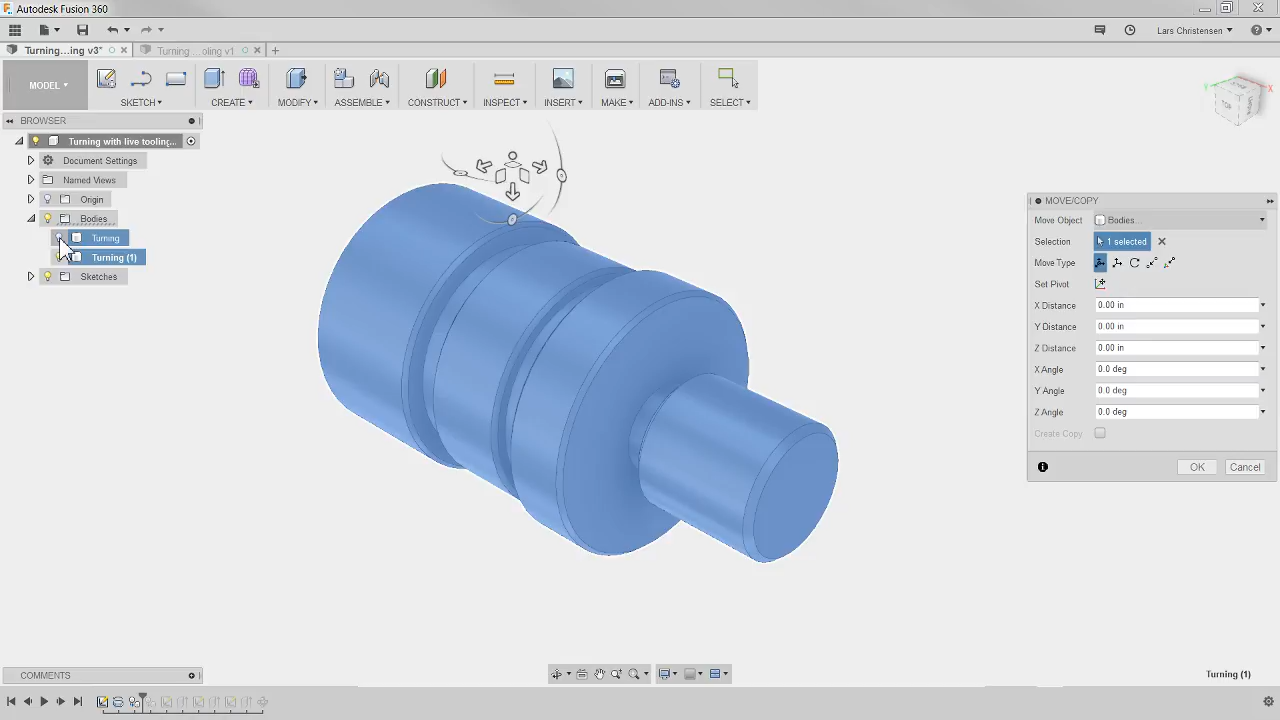 Autodesk Fusion 360
Lars Christensen
Turning...ing v3*
Turning ...oling v1
MODEL
SKETCH
CREATE
MODIFY
ASSEMBLE
CONSTRUCT
INSPECT
INSERT
MAKE
ADD-INS
SELECT
BROWSER
Turning with live tooling...
Document Settings
Named Views
Origin
Bodies
Turning
Turning (1)
Sketches
MOVE/COPY
Move Object Bodies...
Selection 1 selected
Move Type
Set Pivot
X Distance 0.00 in
Y Distance 0.00 in
Z Distance 0.00 in
X Angle 0.0 deg
Y Angle 0.0 deg
Z Angle 0.0 deg
Create Copy
OK Cancel
COMMENTS
Turning (1)